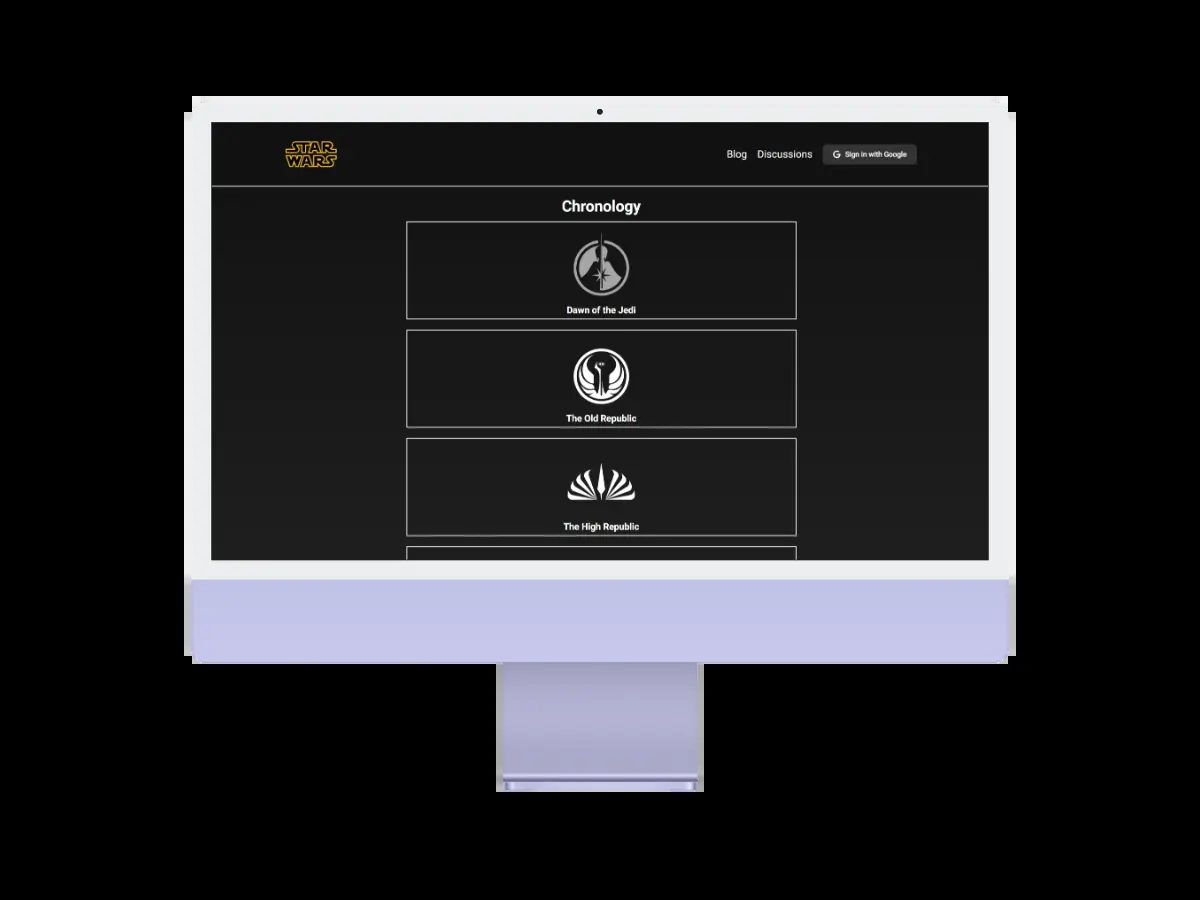 STAR
WARS
Blog Discussions G Sign in with Google
Chronology
Dawn of the Jedi
The Old Republic
The High Republic